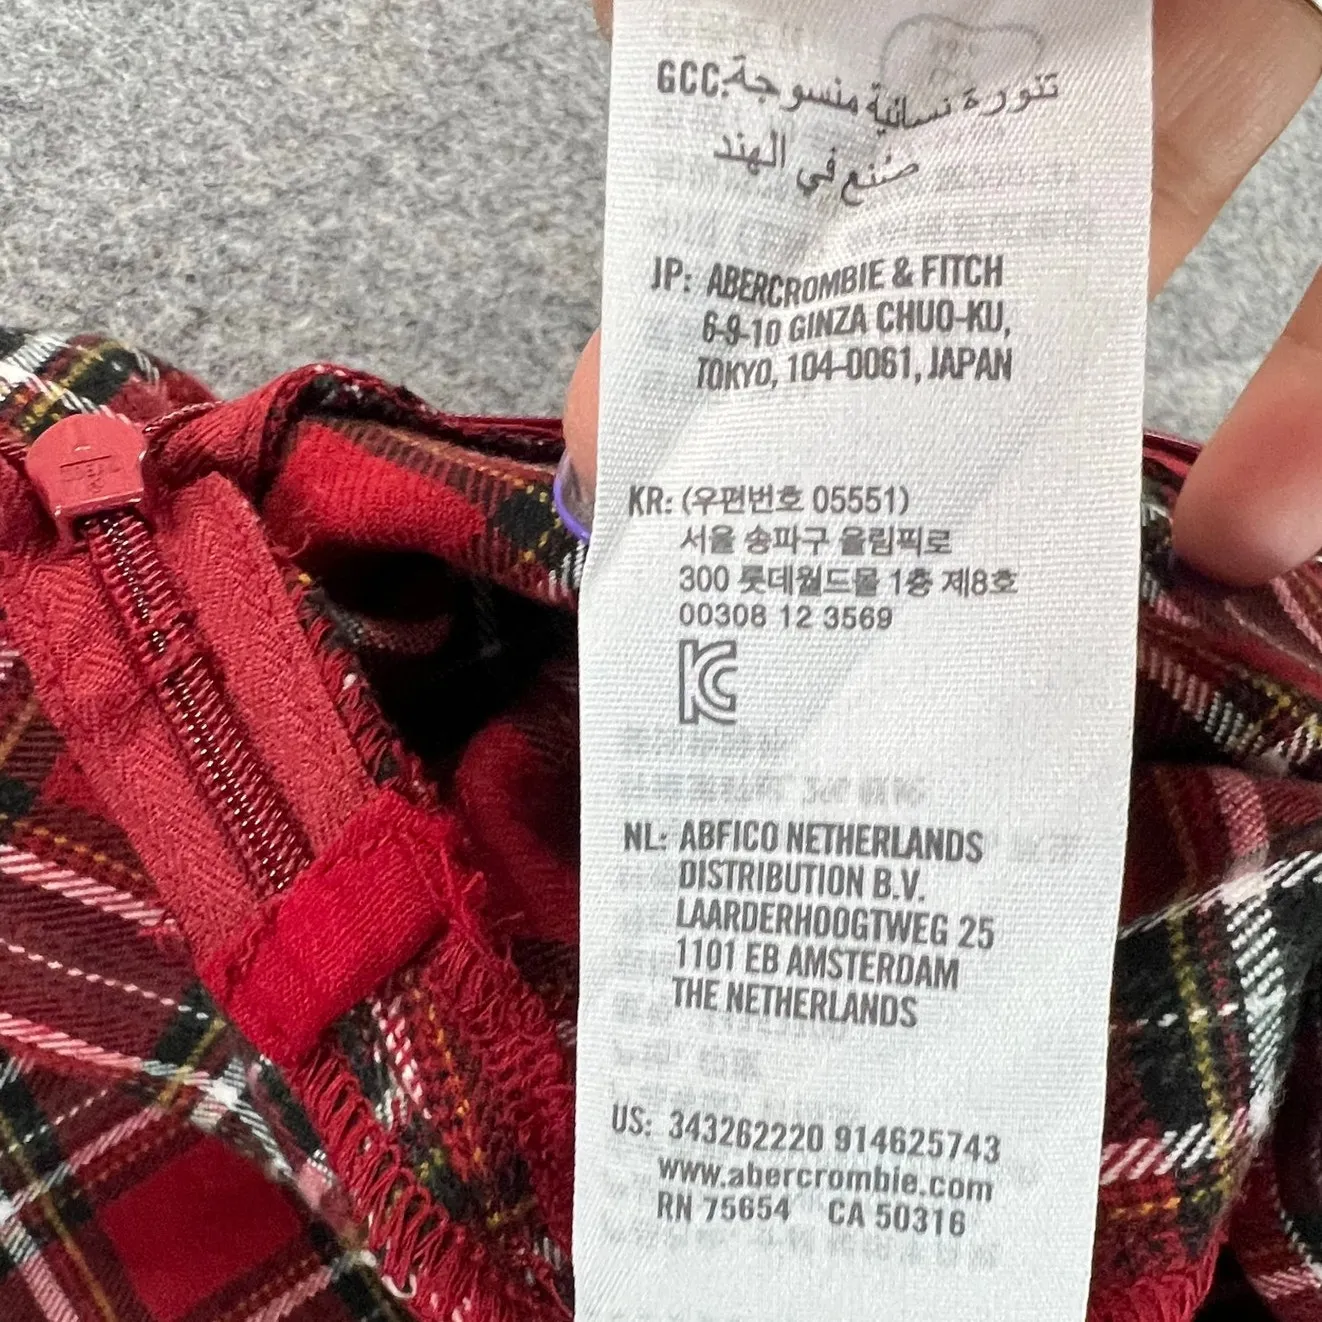 GCC: تنورة نسائية منسوجة
صُنع في الهند
JP: ABERCROMBIE & FITCH
6-9-10 GINZA CHUO-KU,
TOKYO, 104-0061, JAPAN
KR: (우편번호 05551)
서울 송파구 올림픽로
300 롯데월드몰 1층 제8호
00308 12 3569
KC
NL: ABFICO NETHERLANDS
DISTRIBUTION B.V.
LAARDERHOOGTWEG 25
1101 EB AMSTERDAM
THE NETHERLANDS
US: 343262220 914625743
www.abercrombie.com
RN 75654 CA 50316